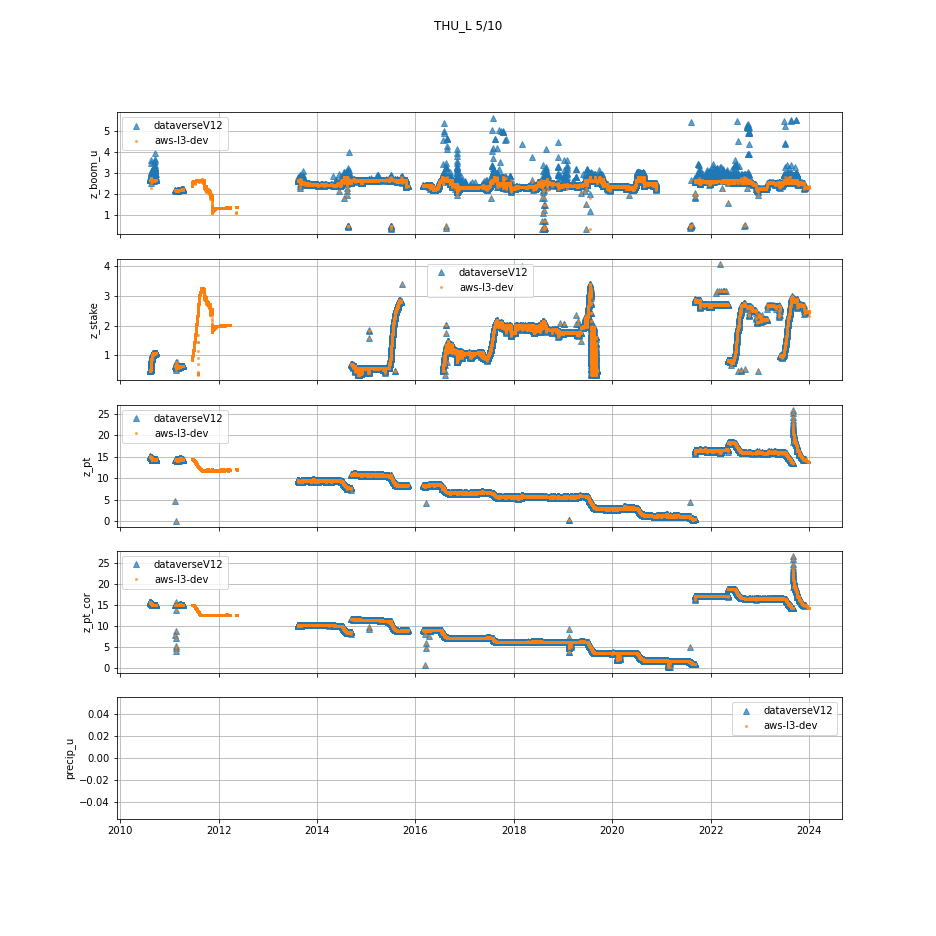 THU_L 5/10
z_boom_u
5
4
3
2
1
dataverseV12
aws-l3-dev
z_stake
4
3
2
1
dataverseV12
aws-l3-dev
z_pt
25
20
15
10
5
0
dataverseV12
aws-l3-dev
z_pt_cor
25
20
15
10
5
0
dataverseV12
aws-l3-dev
precip_u
0.04
0.02
0.00
−0.02
−0.04
dataverseV12
aws-l3-dev
2010 2012 2014 2016 2018 2020 2022 2024